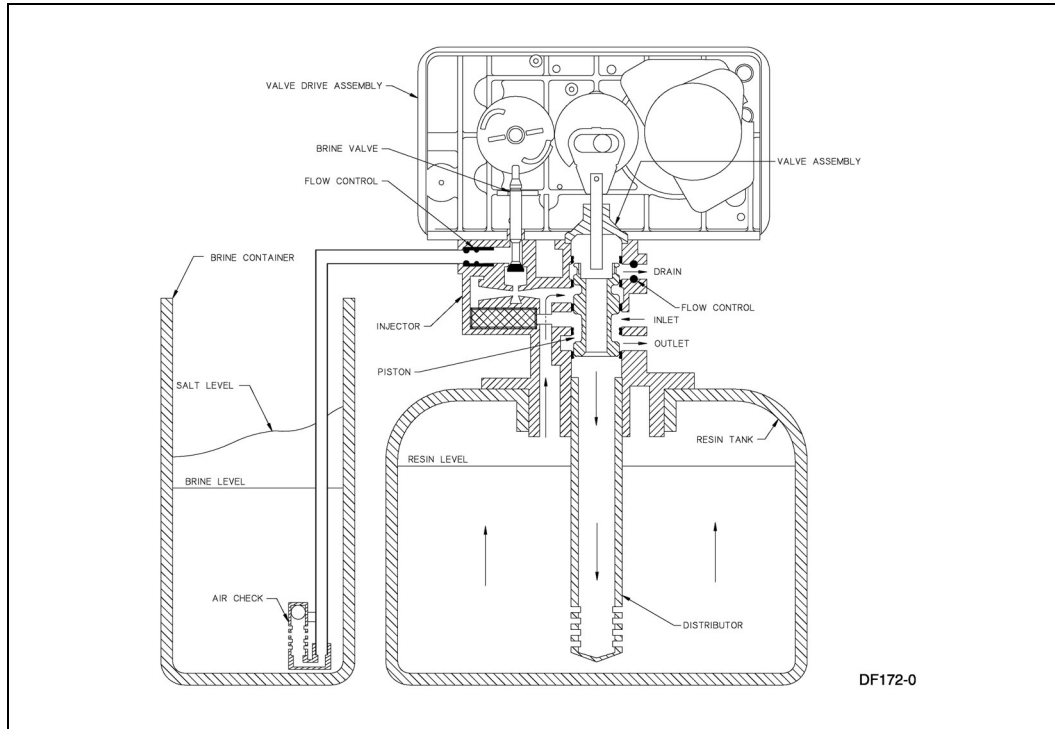 VALVE DRIVE ASSEMBLY
BRINE VALVE
VALVE ASSEMBLY
FLOW CONTROL
BRINE CONTAINER
DRAIN
FLOW CONTROL
INJECTOR
INLET
OUTLET
PISTON
SALT LEVEL
RESIN TANK
RESIN LEVEL
BRINE LEVEL
AIR CHECK
DISTRIBUTOR
DF172-0